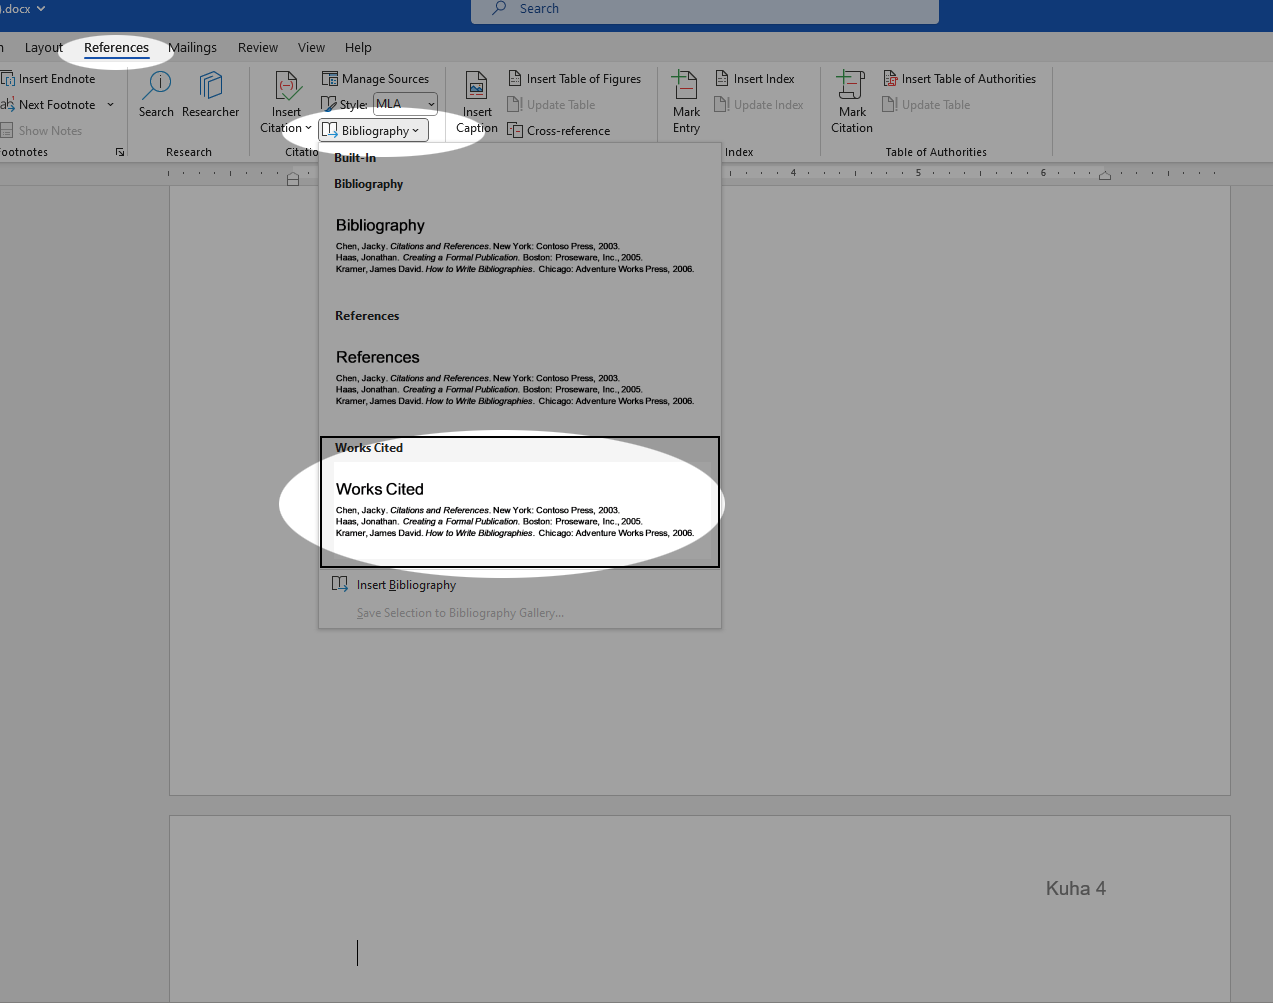 ).docx
Search
Layout References Mailings Review View Help
Insert Endnote
Next Footnote
Show Notes
Search
Researcher
Research
Insert
Citation
Manage Sources
Style: MLA
Bibliography
Insert
Caption
Insert Table of Figures
Update Table
Cross-reference
Mark
Entry
Insert Index
Update Index
Index
Mark
Citation
Insert Table of Authorities
Update Table
Table of Authorities
4 5 6
Built-In
Bibliography
Bibliography
Chen, Jacky. Citations and References. New York: Contoso Press, 2003.
Haas, Jonathan. Creating a Formal Publication. Boston: Proseware, Inc., 2005.
Kramer, James David. How to Write Bibliographies. Chicago: Adventure Works Press, 2006.
References
References
Chen, Jacky. Citations and References. New York: Contoso Press, 2003.
Haas, Jonathan. Creating a Formal Publication. Boston: Proseware, Inc., 2005.
Kramer, James David. How to Write Bibliographies. Chicago: Adventure Works Press, 2006.
Works Cited
Works Cited
Chen, Jacky. Citations and References. New York: Contoso Press, 2003.
Haas, Jonathan. Creating a Formal Publication. Boston: Proseware, Inc., 2005.
Kramer, James David. How to Write Bibliographies. Chicago: Adventure Works Press, 2006.
Insert Bibliography
Save Selection to Bibliography Gallery...
Kuha 4